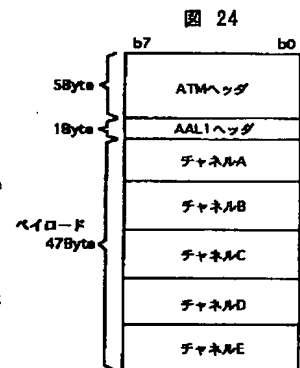 図 24
b7 b0
5Byte
ATMヘッダ
1Byte
AAL1ヘッダ
チャネルA
チャネルB
ペイロード
47Byte
チャネルC
チャネルD
チャネルE